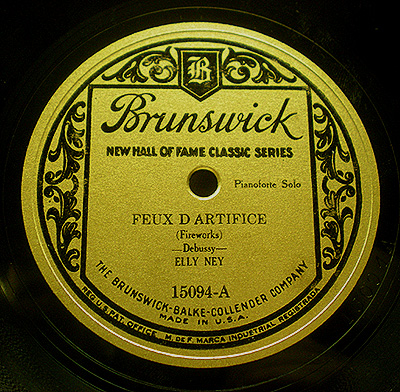 B
Brunswick
NEW HALL OF FAME CLASSIC SERIES
Pianoforte Solo
FEUX D ARTIFICE
(Fireworks)
—Debussy—
ELLY NEY
15094-A
THE BRUNSWICK-BALKE-COLLENDER COMPANY
MADE IN U.S.A.
REG. U.S. PAT. OFFICE M. DE F. MARCA INDUSTRIAL REGISTRADA